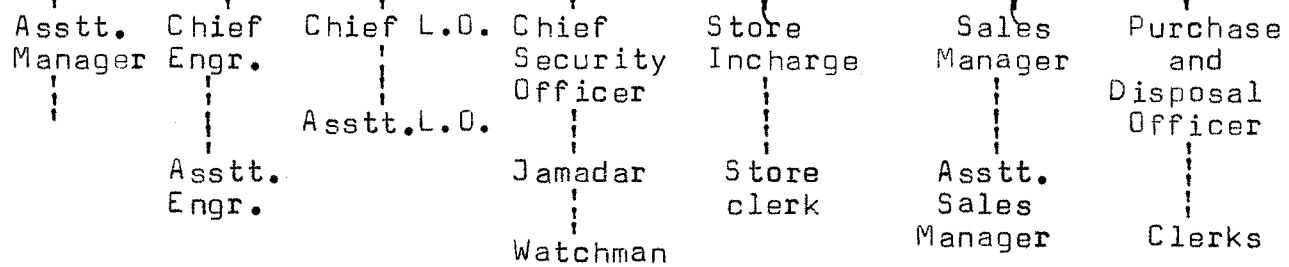 Asstt. Chief Chief L.O. Chief Store Sales Purchase
Manager Engr. Security Incharge Manager and
Officer Disposal
Asstt.L.O. Officer
Asstt. Jamadar Store Asstt.
Engr. clerk Sales
Manager Clerks
Watchman